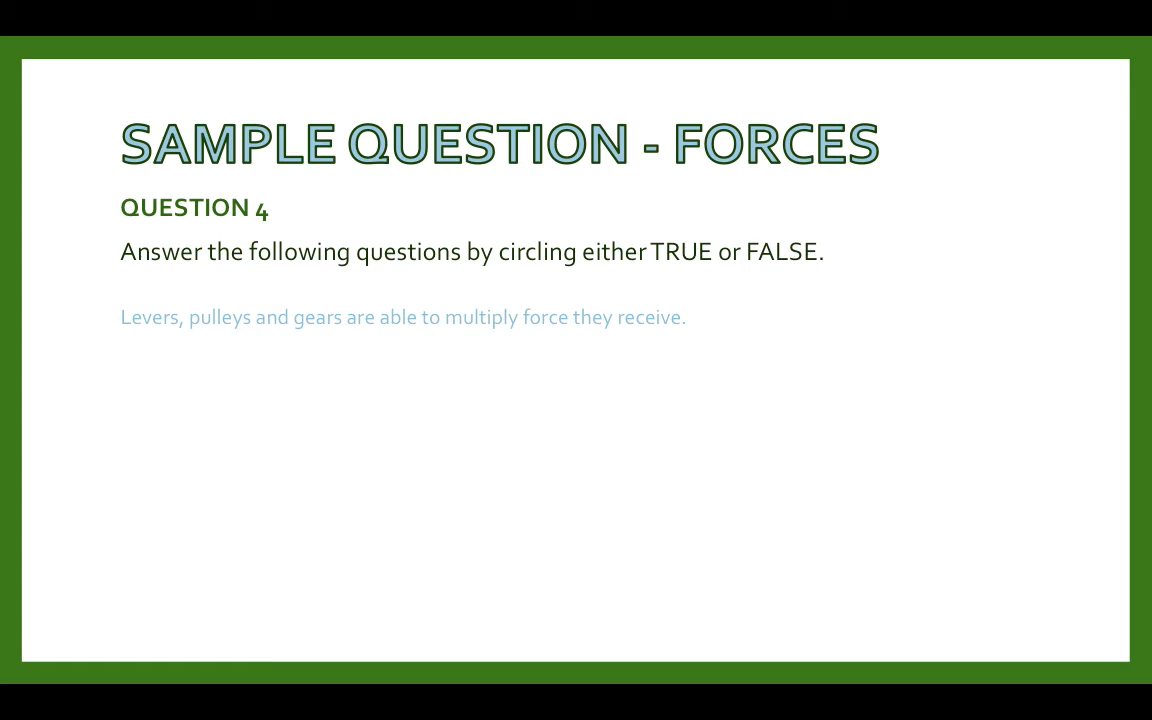 SAMPLE QUESTION - FORCES
QUESTION 4
Answer the following questions by circling either TRUE or FALSE.
Levers, pulleys and gears are able to multiply force they receive.